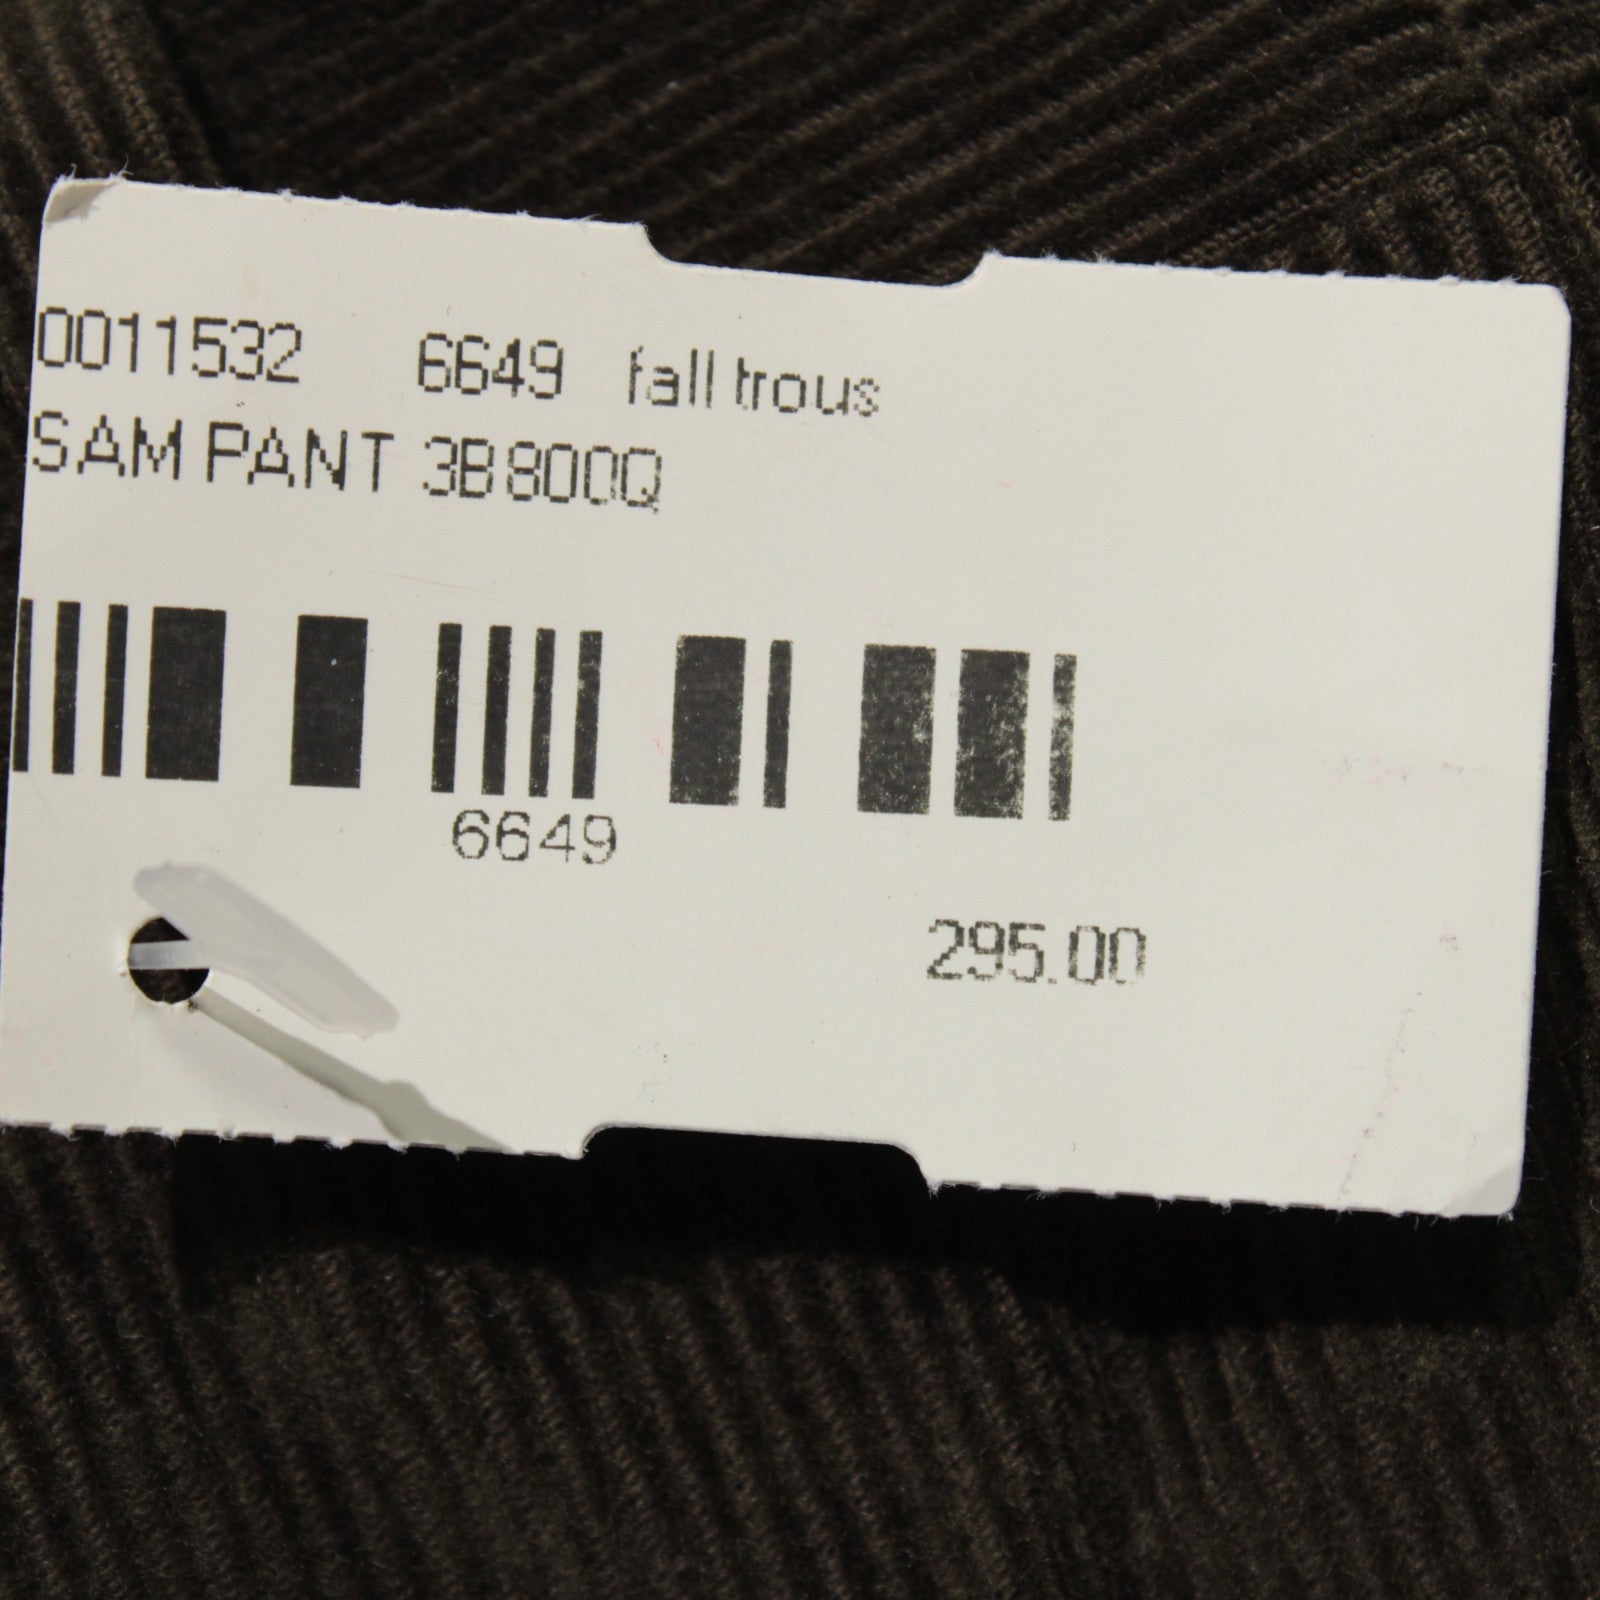 0011532 6649 fall trous
SAM PANT 3B800Q
6649
295.00